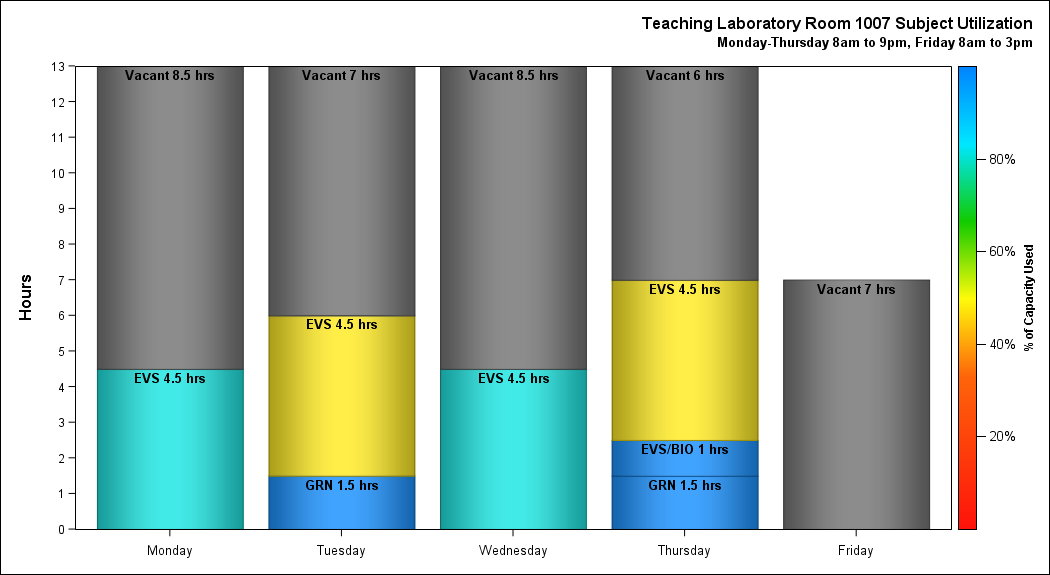 Teaching Laboratory Room 1007 Subject Utilization
Monday-Thursday 8am to 9pm, Friday 8am to 3pm
Hours
13
12
11
10
9
8
7
6
5
4
3
2
1
0
Vacant 8.5 hrs
EVS 4.5 hrs
Vacant 7 hrs
EVS 4.5 hrs
GRN 1.5 hrs
Vacant 8.5 hrs
EVS 4.5 hrs
Vacant 6 hrs
EVS 4.5 hrs
EVS/BIO 1 hrs
GRN 1.5 hrs
Vacant 7 hrs
Monday
Tuesday
Wednesday
Thursday
Friday
80%
60%
40%
20%
% of Capacity Used